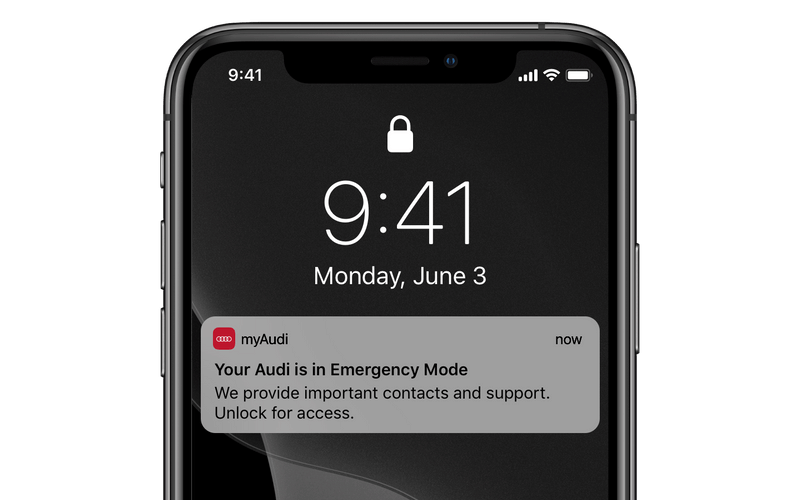 9:41
9:41
Monday, June 3
myAudi now
Your Audi is in Emergency Mode
We provide important contacts and support.
Unlock for access.